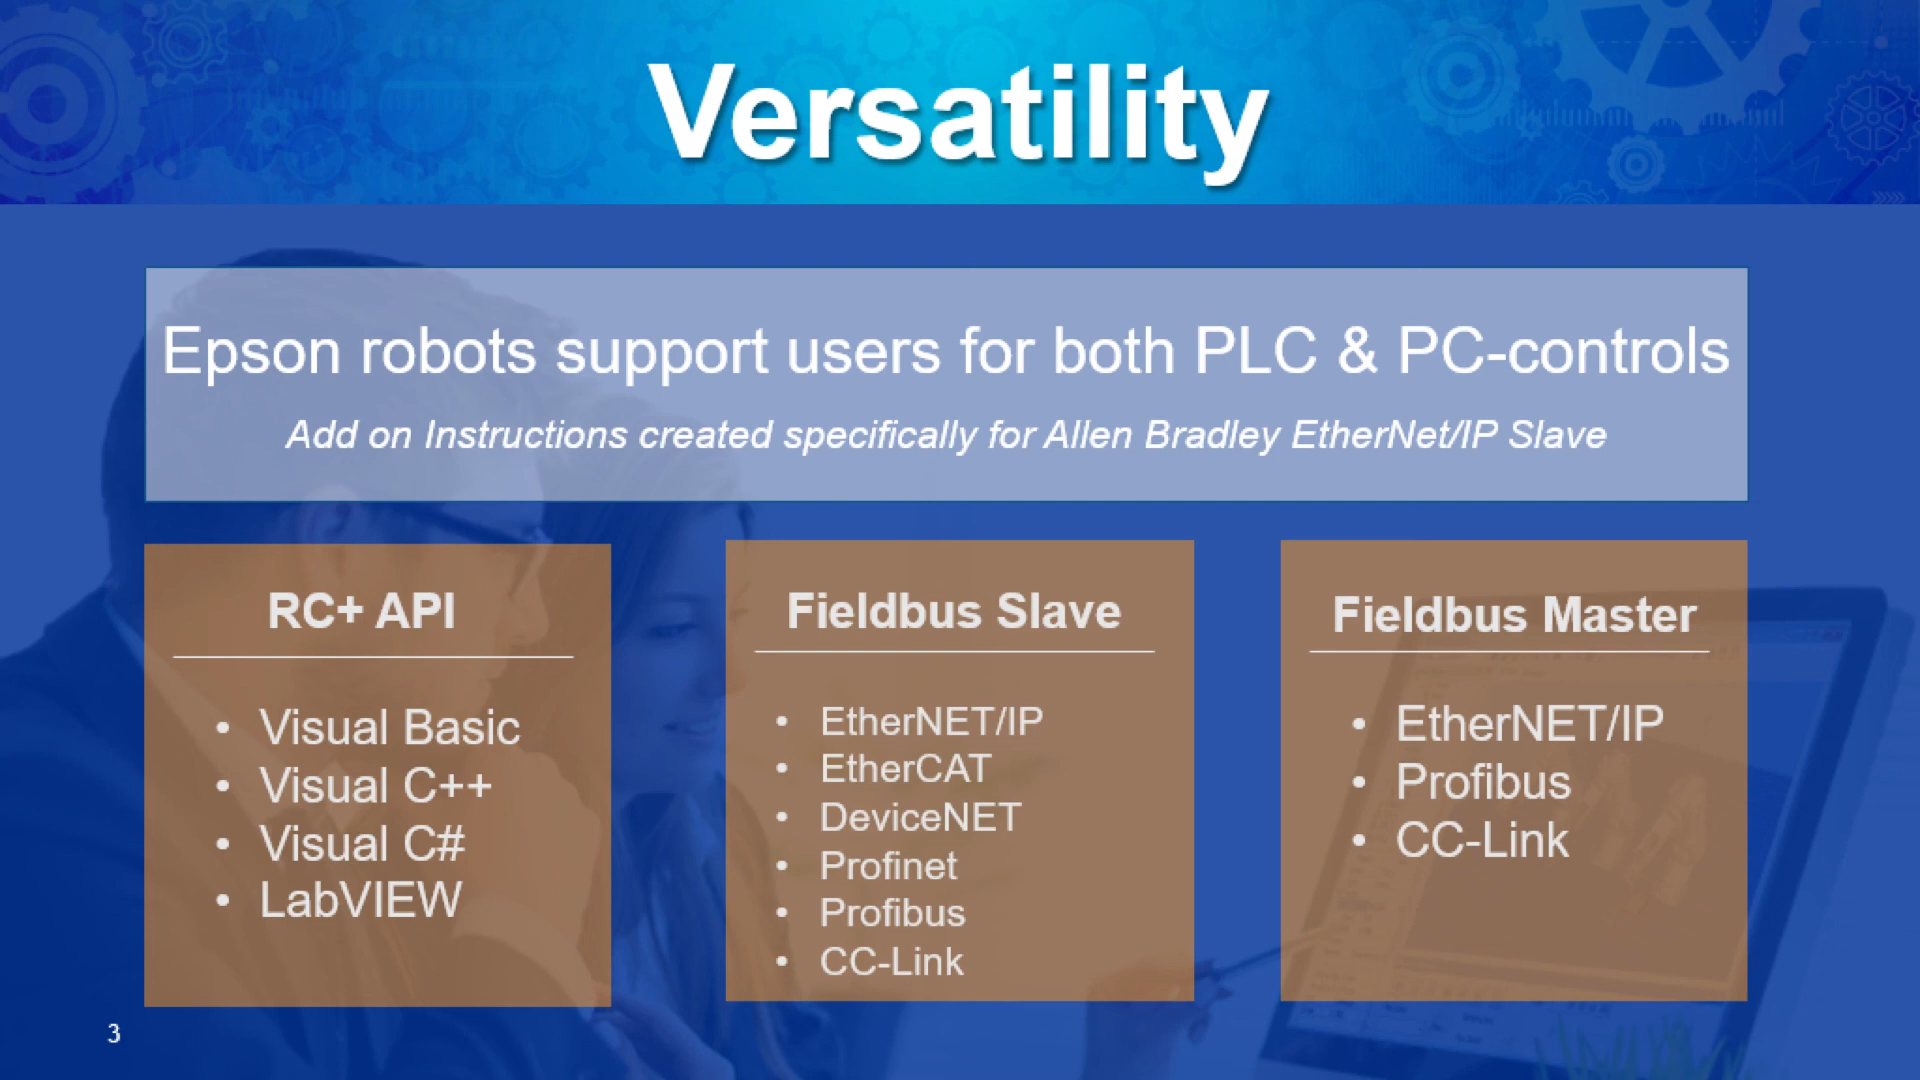 Versatility
Epson robots support users for both PLC & PC-controls
Add on Instructions created specifically for Allen Bradley EtherNet/IP Slave
RC+ API
• Visual Basic
• Visual C++
• Visual C#
• LabVIEW
Fieldbus Slave
• EtherNET/IP
• EtherCAT
• DeviceNET
• Profinet
• Profibus
• CC-Link
Fieldbus Master
• EtherNET/IP
• Profibus
• CC-Link
3